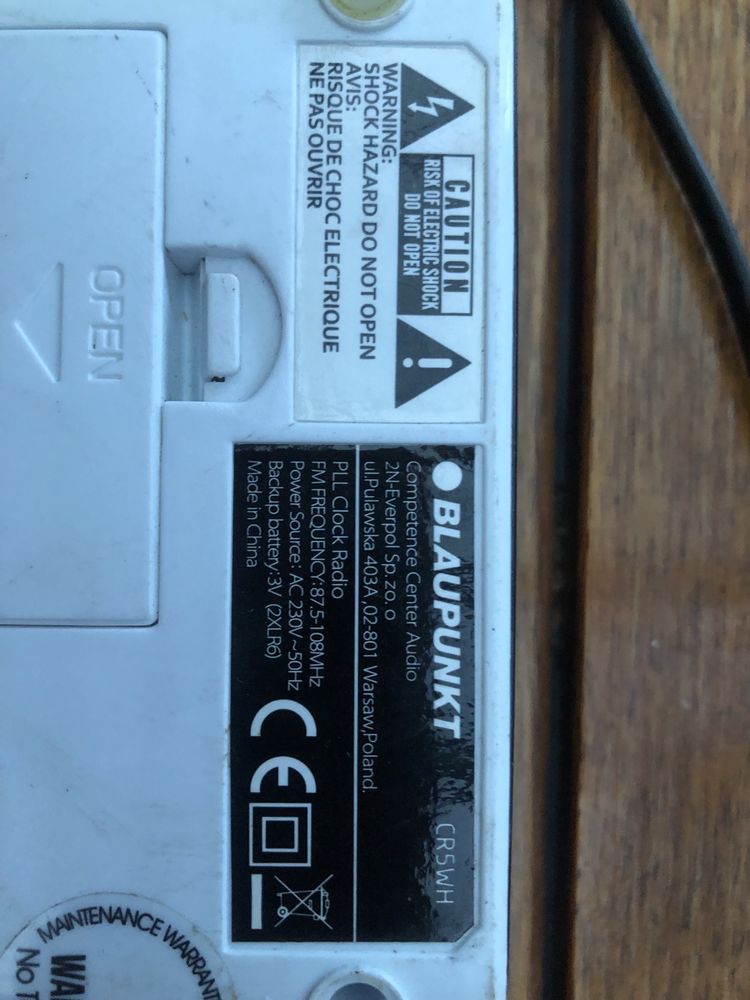 WARNING:
SHOCK HAZARD DO NOT OPEN
AVIS:
RISQUE DE CHOC ELECTRIQUE
NE PAS OUVRIR
CAUTION
RISK OF ELECTRIC SHOCK
DO NOT OPEN
OPEN
BLAUPUNKT CR5WH
Competence Center Audio
2N-Everpol Sp.zo.o
ul.Pulawska 403A,02-801 Warsaw,Poland.
PLL Clock Radio
FM FREQUENCY:87.5-108MHz
Power Source: AC 230V~50Hz
Backup battery:3V (2XLR6)
Made in China
CE
MAINTENANCE WARRANT
No